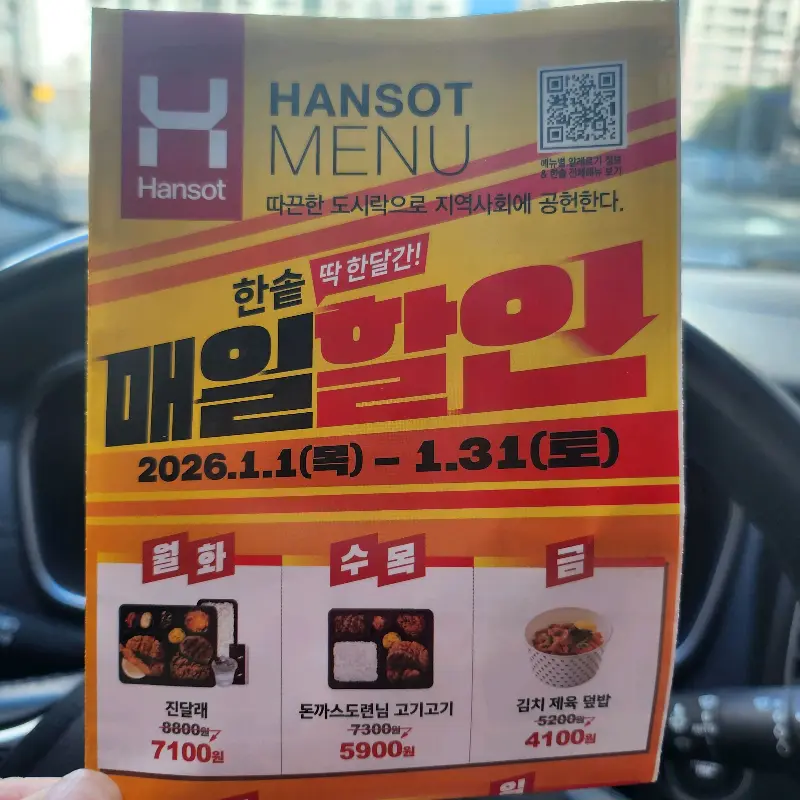 Hansot
HANSOT
MENU
메뉴별 알레르기 정보
& 한솥 전체메뉴 보기
따끈한 도시락으로 지역사회에 공헌한다.
한솥 딱 한달간!
매일할인
2026.1.1(목) – 1.31(토)
월 화
수 목
금
진달래
8800원
7100원
돈까스도련님 고기고기
7300원
5900원
김치 제육 덮밥
5200원
4100원